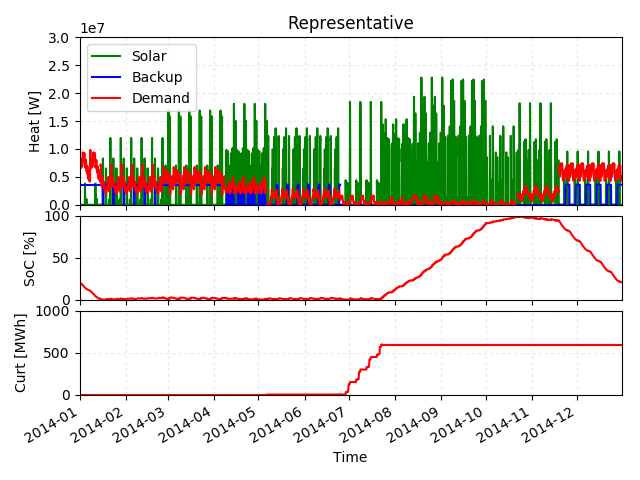 Representative
1e7
3.0
2.5
2.0
1.5
1.0
0.5
0.0
Heat [W]
Solar
Backup
Demand
100
50
0
SoC [%]
1000
500
0
Curt [MWh]
2014-01
2014-02
2014-03
2014-04
2014-05
2014-06
2014-07
2014-08
2014-09
2014-10
2014-11
2014-12
Time